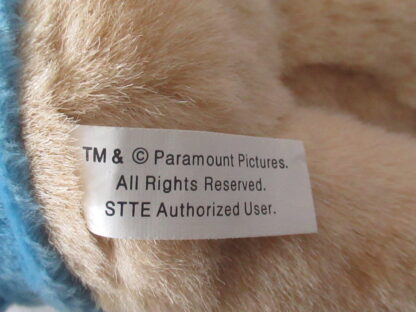 TM & © Paramount Pictures.
All Rights Reserved.
STTE Authorized User.